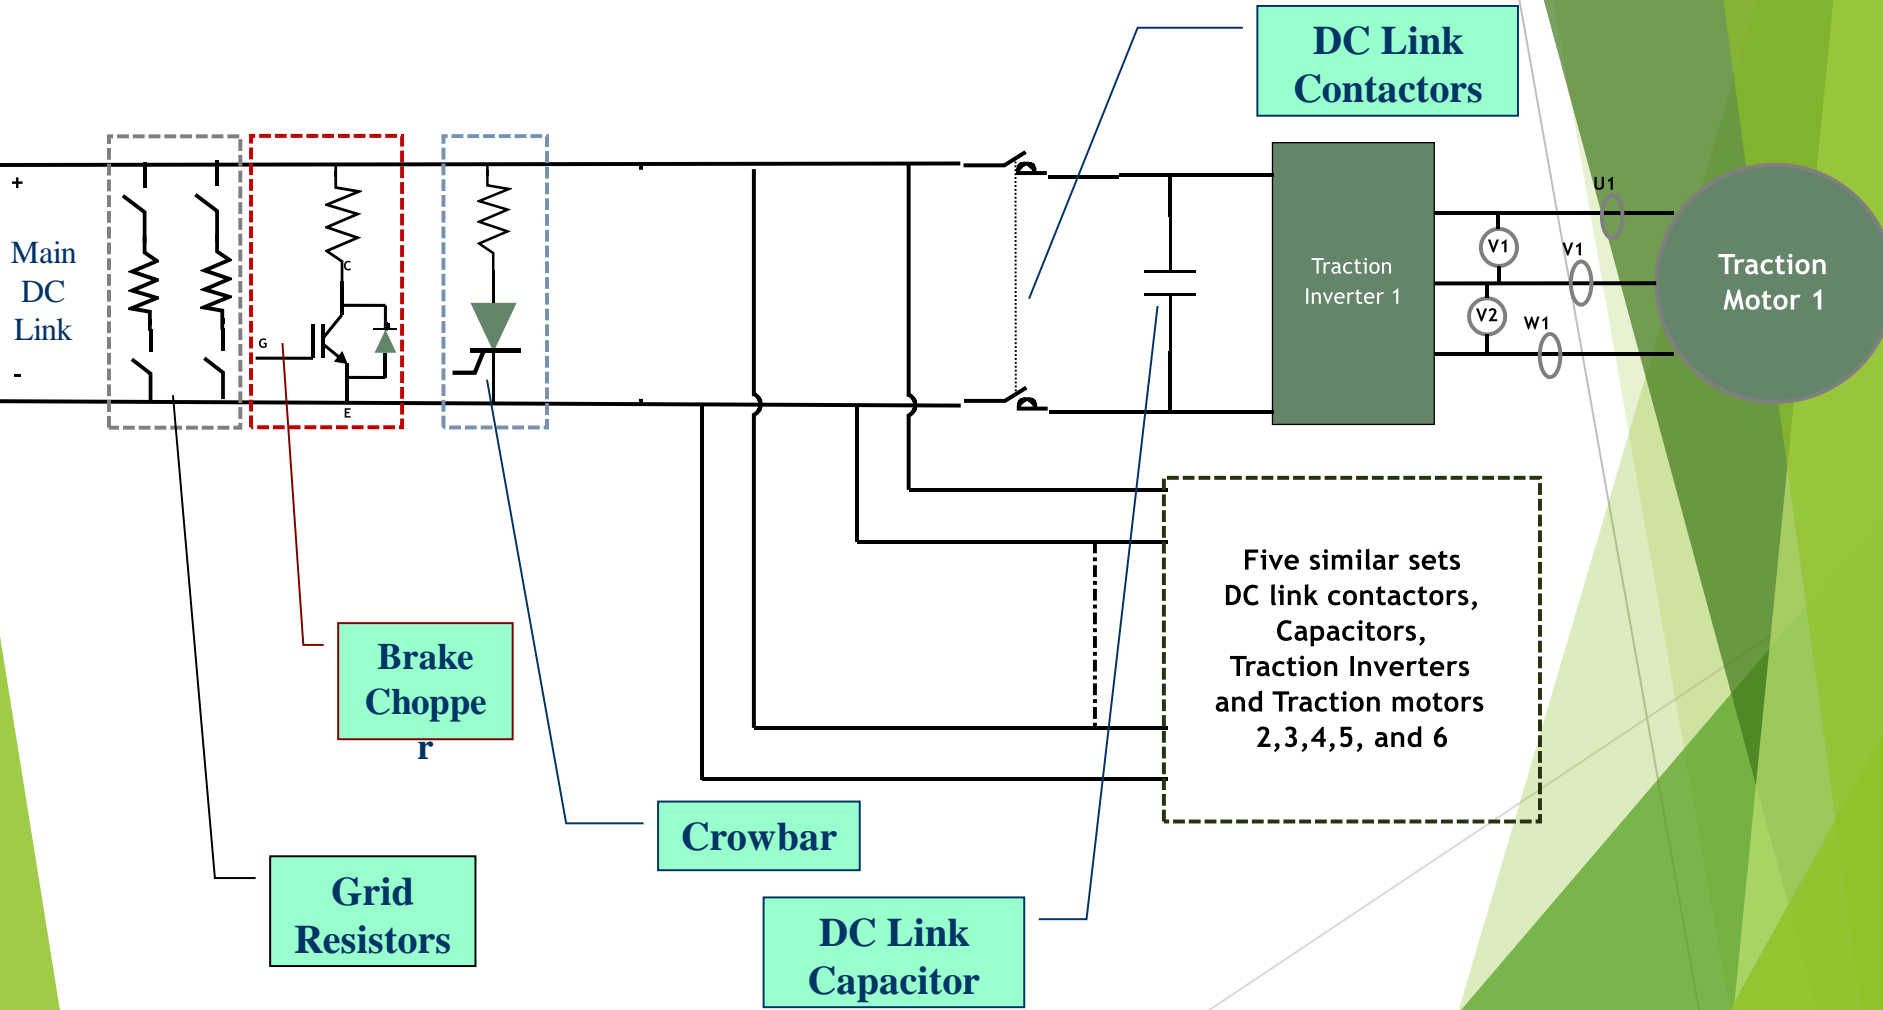 DC Link
Contactors
+
Main
DC
Link
-
C
G
E
Traction
Inverter 1
U1
V1
V1
V2
W1
Traction
Motor 1
Five similar sets
DC link contactors,
Capacitors,
Traction Inverters
and Traction motors
2,3,4,5, and 6
Brake
Choppe
r
Crowbar
Grid
Resistors
DC Link
Capacitor